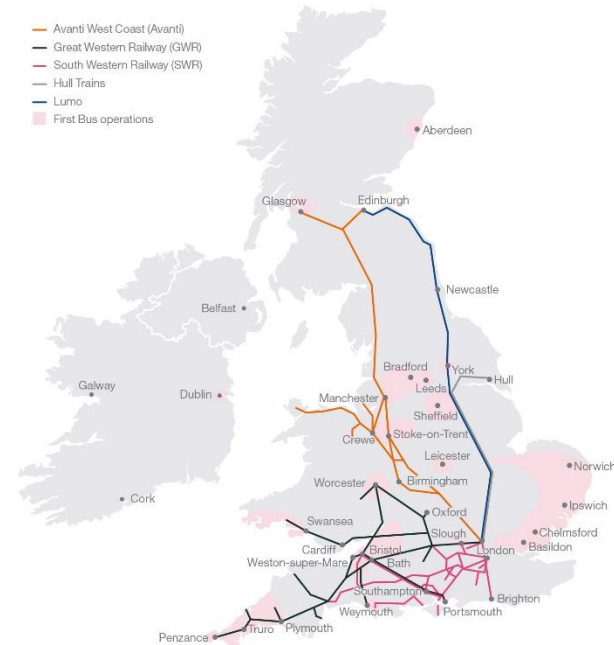 Avanti West Coast (Avanti)
Great Western Railway (GWR)
South Western Railway (SWR)
Hull Trains
Lumo
First Bus operations
Aberdeen
Glasgow
Edinburgh
Newcastle
Belfast
Galway
Dublin
Cork
Bradford
York
Leeds
Hull
Manchester
Sheffield
Crewe
Stoke-on-Trent
Leicester
Norwich
Worcester
Birmingham
Ipswich
Oxford
Swansea
Chelmsford
Cardiff
Slough
Basildon
Weston-super-Mare
Bristol
London
Bath
Southampton
Weymouth
Portsmouth
Brighton
Penzance
Truro
Plymouth